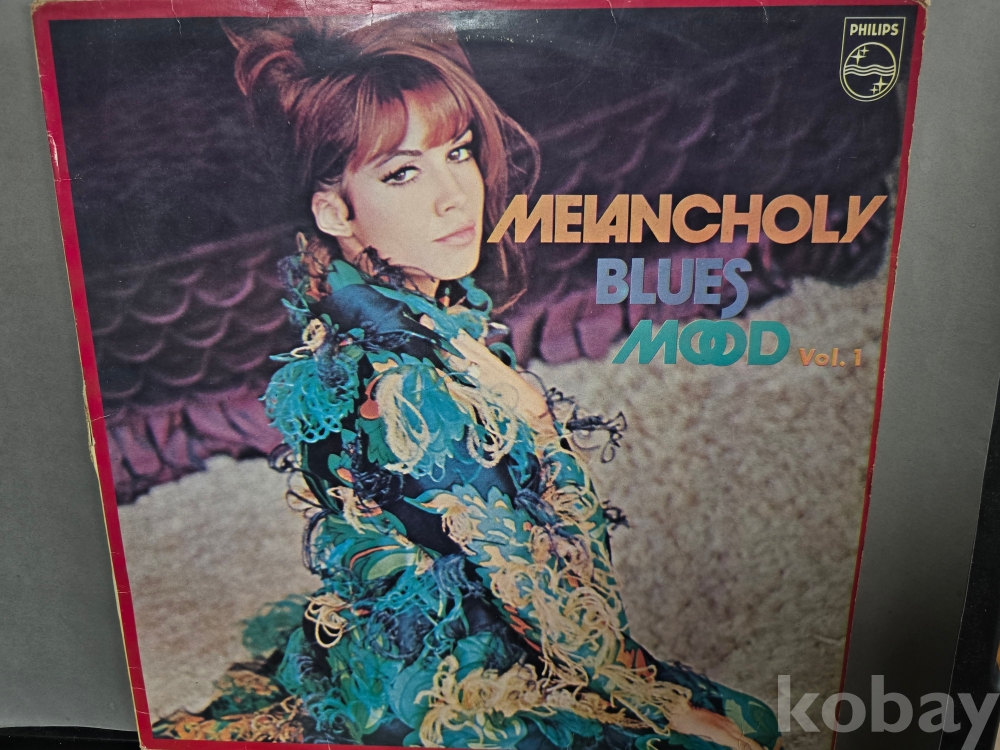 PHILIPS
MELANCHOLY
BLUES
MOOD Vol. 1
kobay